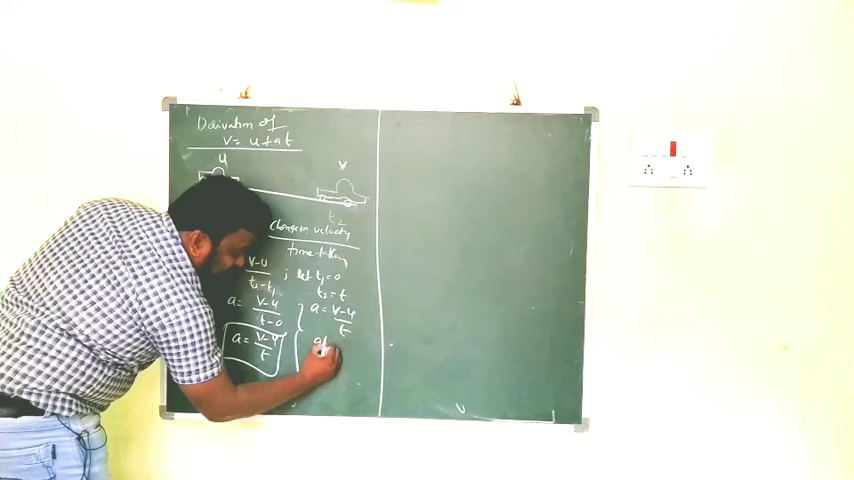 Derivation of
v = u + at
u
v
t2
Change in velocity
time taken
v-u
t2-t1
; let t1=0
t2=t
a = v-u
t-0
a = v-u
t
a = v-u
t
at